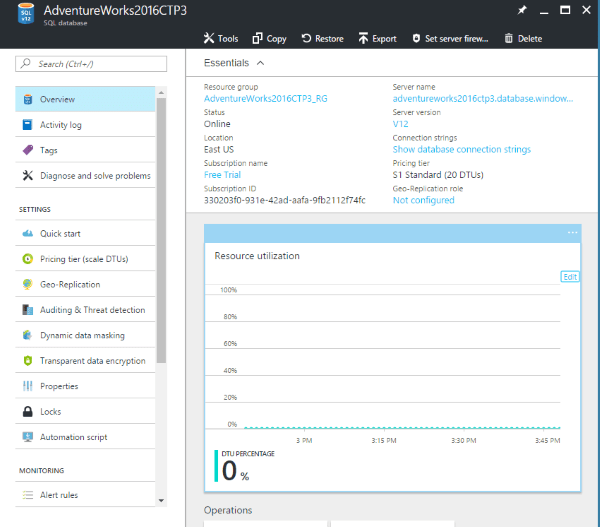 AdventureWorks2016CTP3
SQL database
SQL
v12
Tools Copy Restore Export Set server firew... Delete
Search (Ctrl+/)
Overview
Activity log
Tags
Diagnose and solve problems
SETTINGS
Quick start
Pricing tier (scale DTUs)
Geo-Replication
Auditing & Threat detection
Dynamic data masking
Transparent data encryption
Properties
Locks
Automation script
MONITORING
Alert rules
Essentials
Resource group
AdventureWorks2016CTP3_RG
Status
Online
Location
East US
Subscription name
Free Trial
Subscription ID
330203f0-931e-42ad-aafa-9fb2112f74fc
Server name
adventureworks2016ctp3.database.window...
Server version
V12
Connection strings
Show database connection strings
Pricing tier
S1 Standard (20 DTUs)
Geo-Replication role
Not configured
...
Resource utilization
Edit
100%
80%
60%
40%
20%
0%
3 PM 3:15 PM 3:30 PM 3:45 PM
DTU PERCENTAGE
0 %
Operations